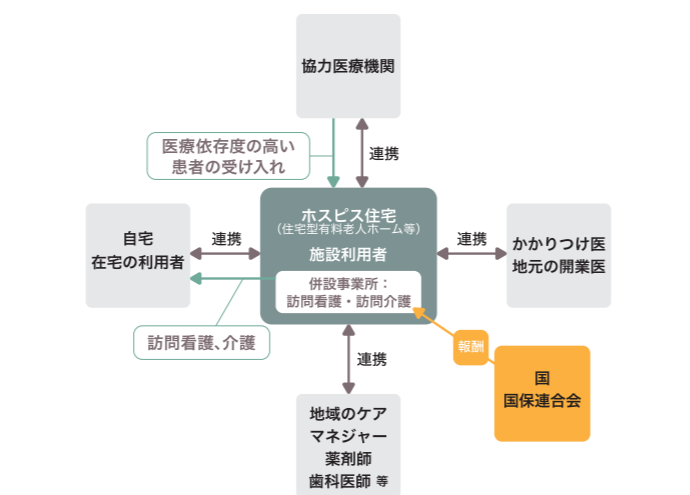 協力医療機関
医療依存度の高い
患者の受け入れ
連携
ホスピス住宅
（住宅型有料老人ホーム等）
施設利用者
併設事業所：
訪問看護・訪問介護
自宅
在宅の利用者
連携
連携
かかりつけ医
地元の開業医
訪問看護、介護
連携
報酬
国
国保連合会
地域のケア
マネジャー
薬剤師
歯科医師 等